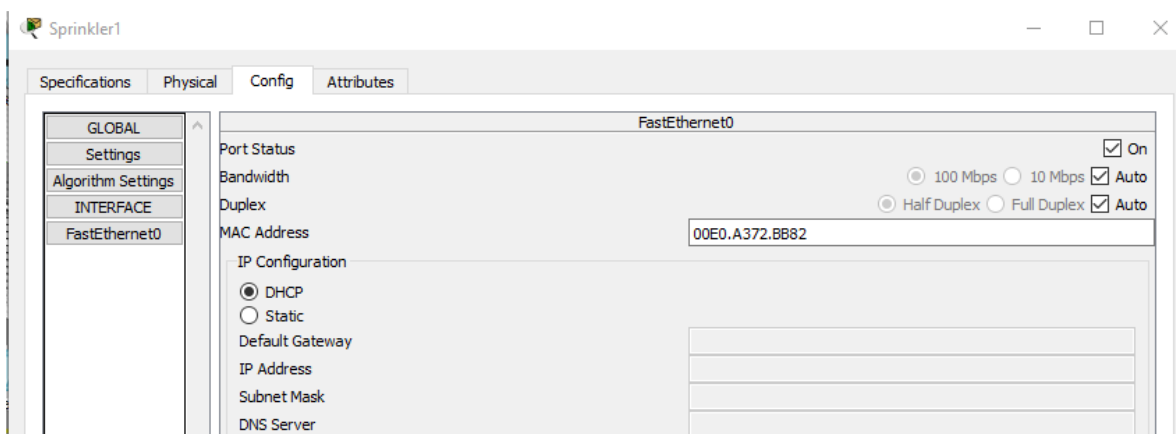 Sprinkler1
Specifications Physical Config Attributes
GLOBAL
Settings
Algorithm Settings
INTERFACE
FastEthernet0
FastEthernet0
Port Status On
Bandwidth 100 Mbps 10 Mbps Auto
Duplex Half Duplex Full Duplex Auto
MAC Address 00E0.A372.BB82
IP Configuration
DHCP
Static
Default Gateway
IP Address
Subnet Mask
DNS Server